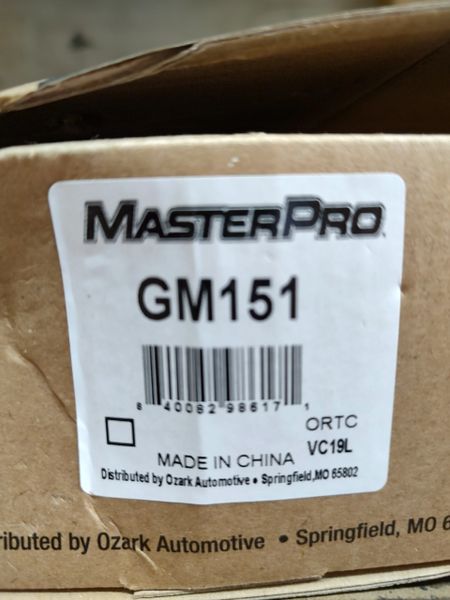 MASTERPRO
GM151
8 40082 98617 1
ORTC
VC19L
MADE IN CHINA
Distributed by Ozark Automotive • Springfield,MO 65802
ributed by Ozark Automotive • Springfield, MO 6